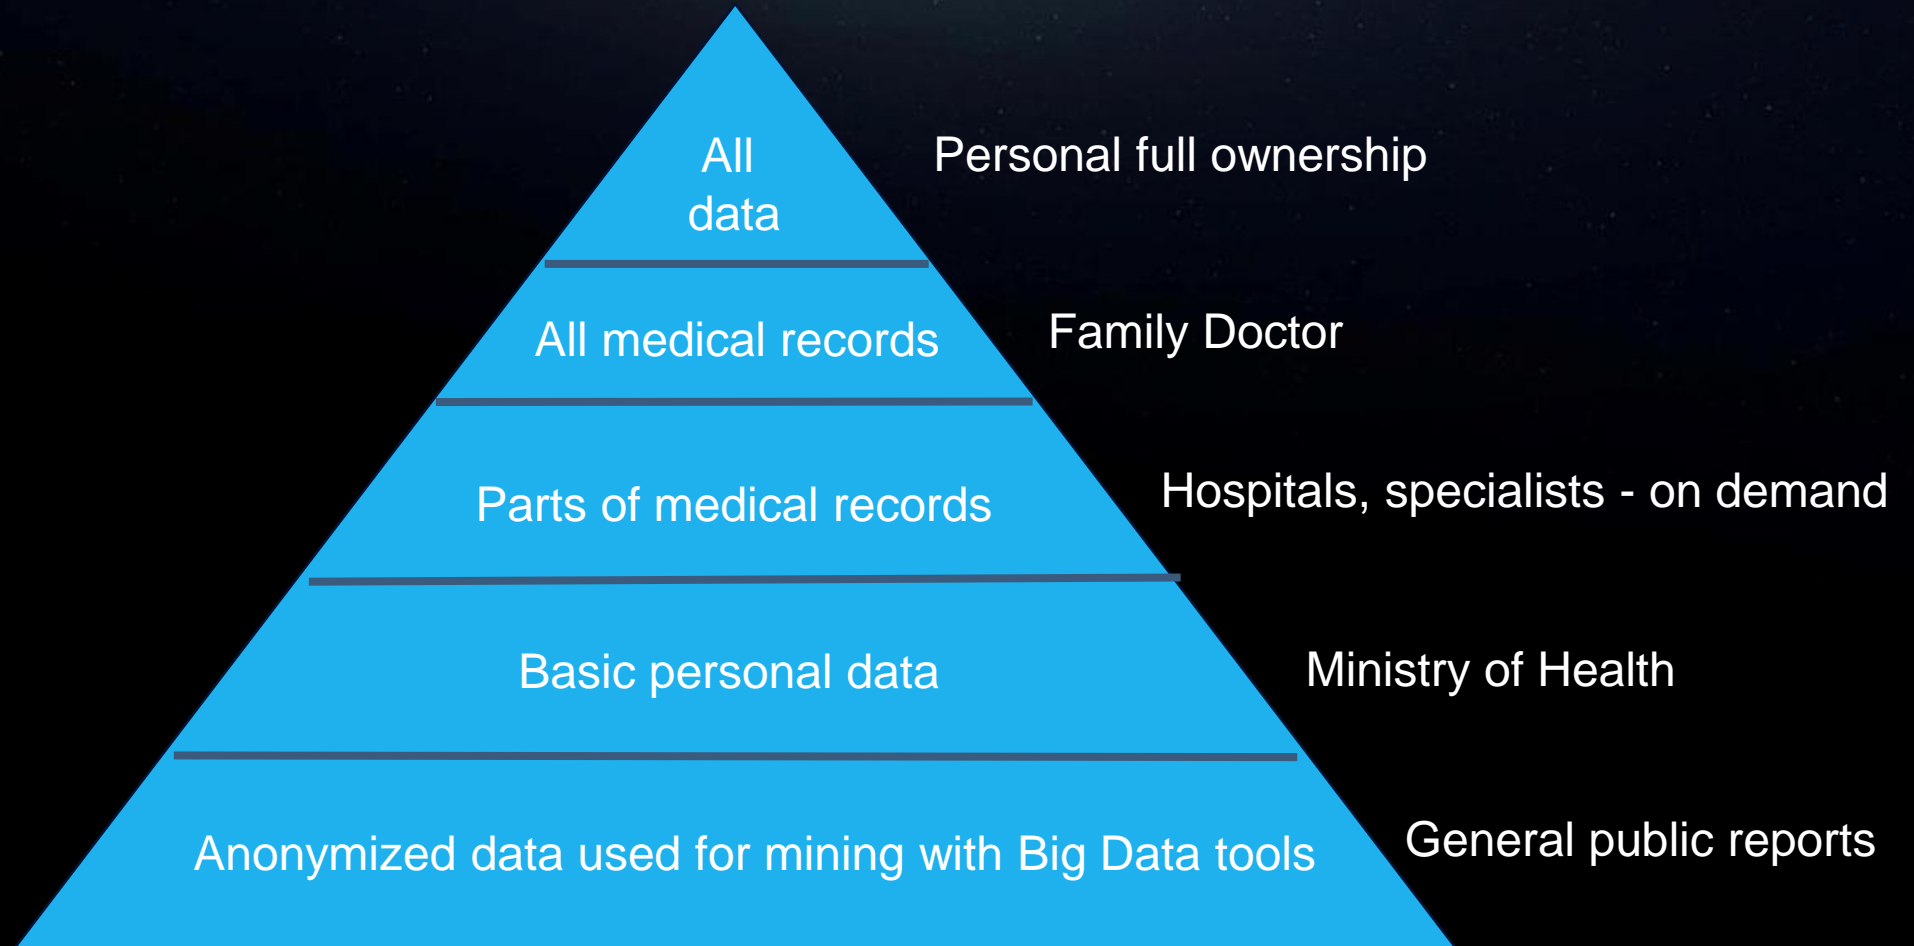 All
data
Personal full ownership
All medical records
Family Doctor
Parts of medical records
Hospitals, specialists - on demand
Basic personal data
Ministry of Health
Anonymized data used for mining with Big Data tools
General public reports